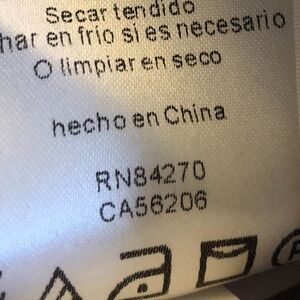 Secar tendido
har en frio si es necesario
O limpiar en seco
hecho en China
RN84270
CA56206